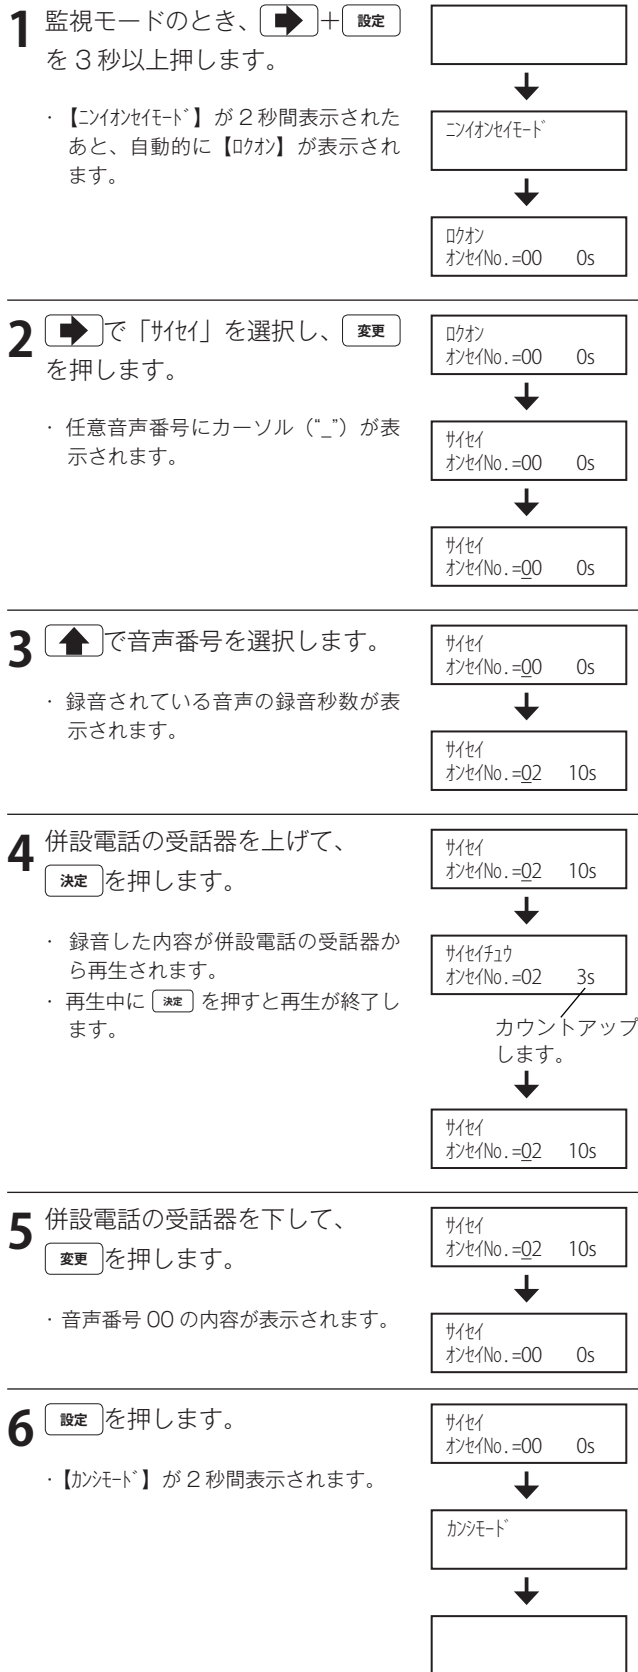 1 監視モードのとき、 ＋ 設定
を 3 秒以上押します。
・【ﾆﾝｲｵﾝｾｲﾓｰﾄﾞ】が 2 秒間表示された
あと、自動的に【ﾛｸｵﾝ】が表示され
ます。
ﾆﾝｲｵﾝｾｲﾓｰﾄﾞ
ﾛｸｵﾝ
ｵﾝｾｲNo.=00 0s
2 で「ｻｲｾｲ」を選択し、 変更
を押します。
・ 任意音声番号にカーソル（“_”）が表
示されます。
ﾛｸｵﾝ
ｵﾝｾｲNo.=00 0s
ｻｲｾｲ
ｵﾝｾｲNo.=00 0s
ｻｲｾｲ
ｵﾝｾｲNo.=00 0s
3 で音声番号を選択します。
・ 録音されている音声の録音秒数が表
示されます。
ｻｲｾｲ
ｵﾝｾｲNo.=00 0s
ｻｲｾｲ
ｵﾝｾｲNo.=02 10s
4 併設電話の受話器を上げて、
決定 を押します。
・ 録音した内容が併設電話の受話器か
ら再生されます。
・ 再生中に 決定 を押すと再生が終了し
ます。
ｻｲｾｲ
ｵﾝｾｲNo.=02 10s
ｻｲｾｲﾁｭｳ
ｵﾝｾｲNo.=02 3s
カウントアップ
します。
ｻｲｾｲ
ｵﾝｾｲNo.=02 10s
5 併設電話の受話器を下して、
変更 を押します。
・ 音声番号 00 の内容が表示されます。
ｻｲｾｲ
ｵﾝｾｲNo.=02 10s
ｻｲｾｲ
ｵﾝｾｲNo.=00 0s
6 設定 を押します。
・【ｶﾝｼﾓｰﾄﾞ】が 2 秒間表示されます。
ｻｲｾｲ
ｵﾝｾｲNo.=00 0s
ｶﾝｼﾓｰﾄﾞ